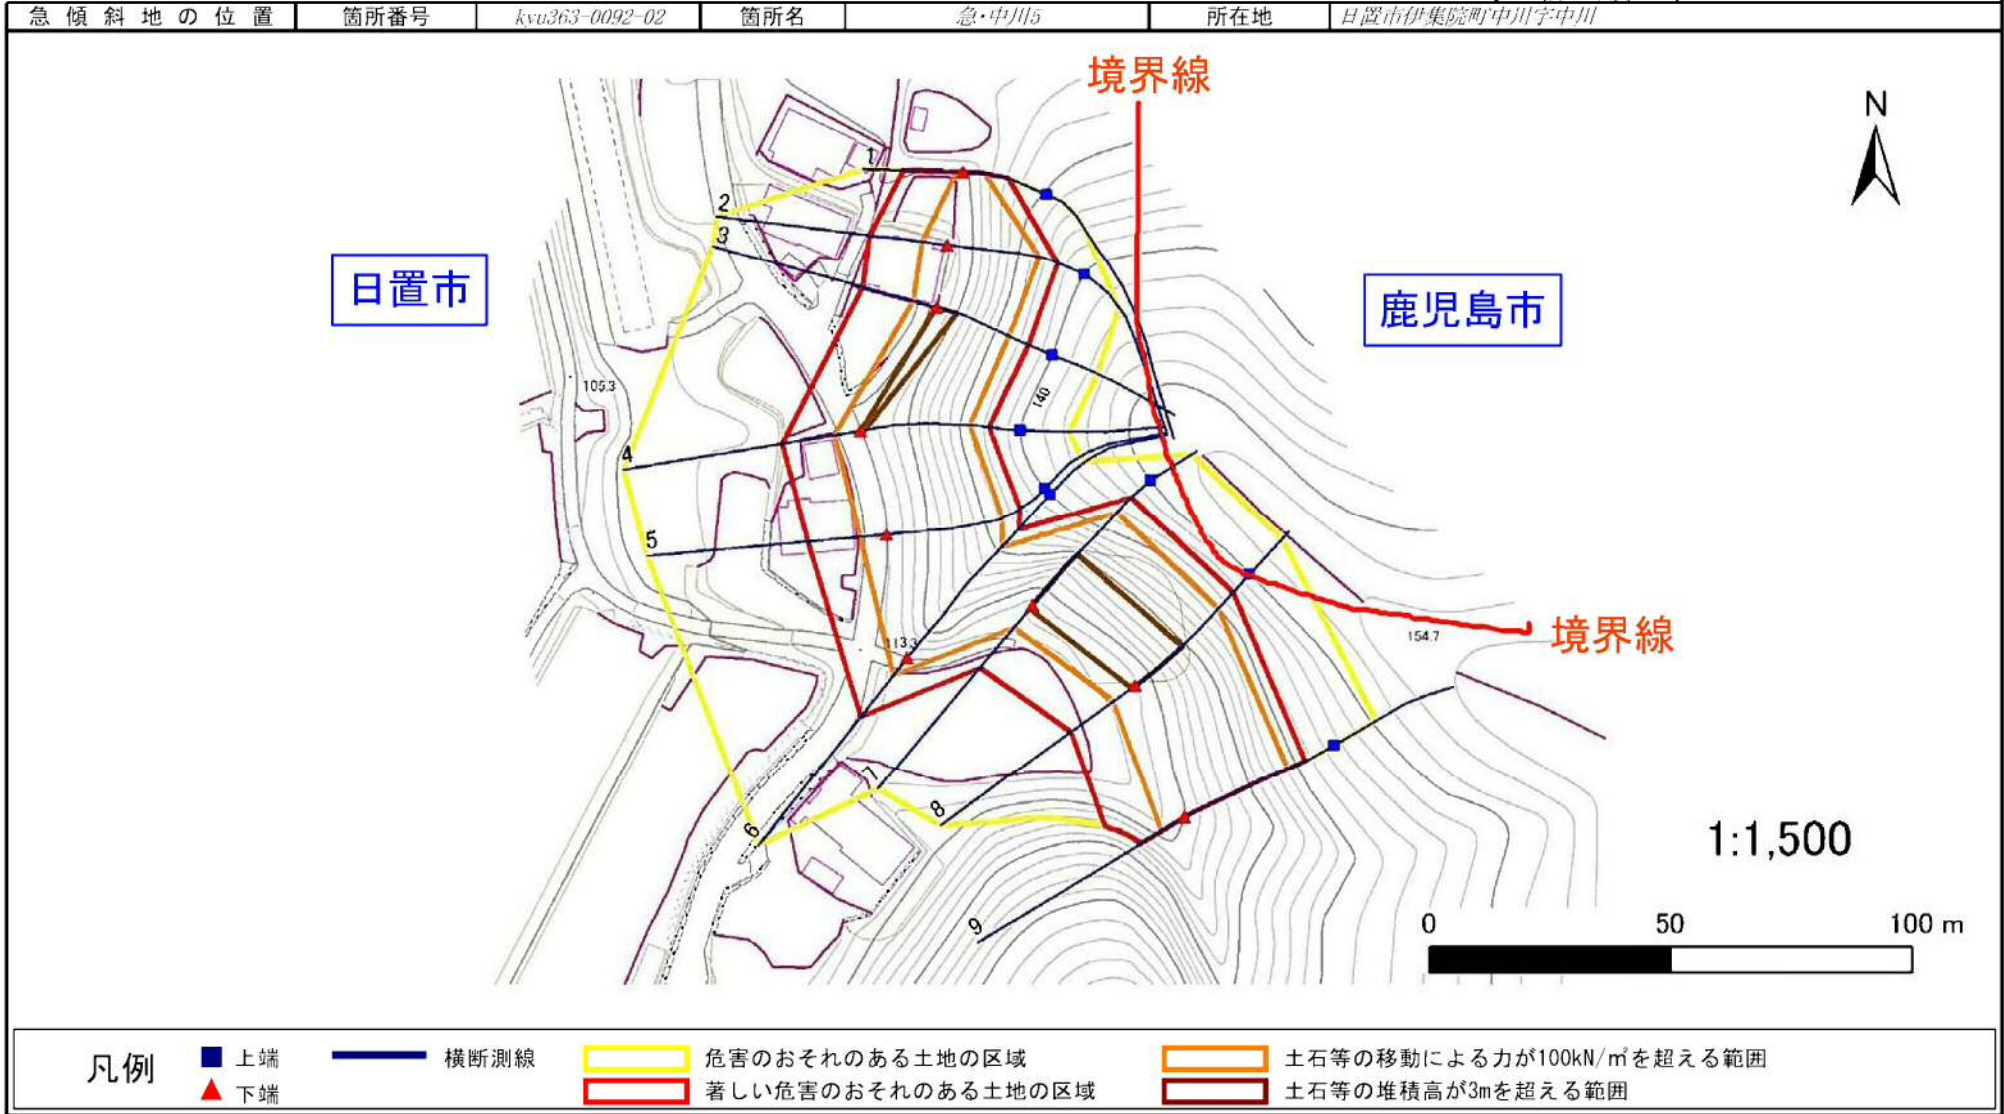 急傾斜地の位置 箇所番号 kyu363-0092-02 箇所名 急・中川5 所在地 日置市伊集院町中川字中川
境界線
N
日置市
鹿児島市
1
2
3
105.3
140
4
5
113.3
154.7
境界線
7
8
6
9
1:1,500
0 50 100 m
凡例 上端 横断測線 危害のおそれのある土地の区域 土石等の移動による力が100kN/㎡を超える範囲
下端 著しい危害のおそれのある土地の区域 土石等の堆積高が3mを超える範囲